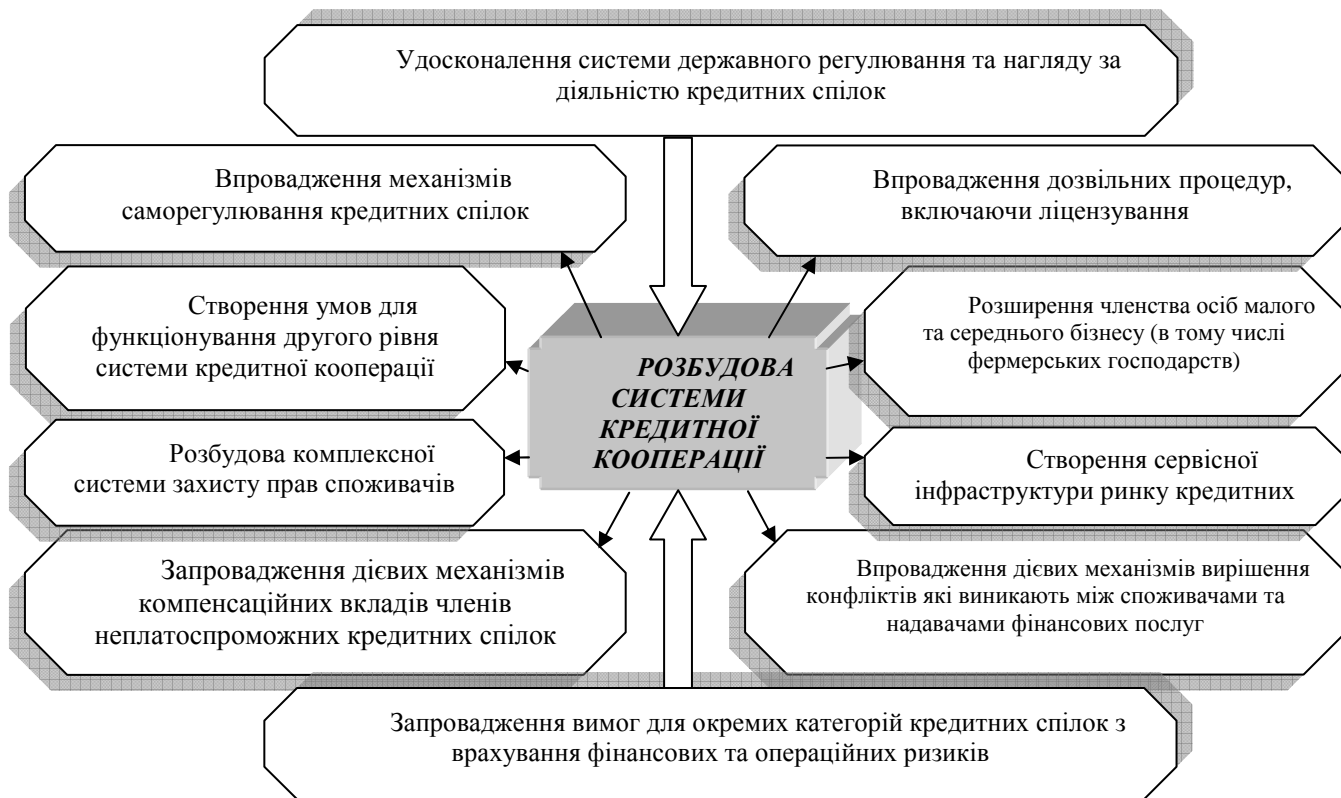 Удосконалення системи державного регулювання та нагляду за
діяльністю кредитних спілок
Впровадження механізмів
саморегулювання кредитних спілок
Впровадження дозвільних процедур,
включаючи ліцензування
Створення умов для
функціонування другого рівня
системи кредитної кооперації
Розширення членства осіб малого
та середнього бізнесу (в тому числі
фермерських господарств)
РОЗБУДОВА
СИСТЕМИ
КРЕДИТНОЇ
КООПЕРАЦІЇ
Розбудова комплексної
системи захисту прав споживачів
Створення сервісної
інфраструктури ринку кредитних
Запровадження дієвих механізмів
компенсаційних вкладів членів
неплатоспроможних кредитних спілок
Впровадження дієвих механізмів вирішення
конфліктів які виникають між споживачами та
надавачами фінансових послуг
Запровадження вимог для окремих категорій кредитних спілок з
врахування фінансових та операційних ризиків